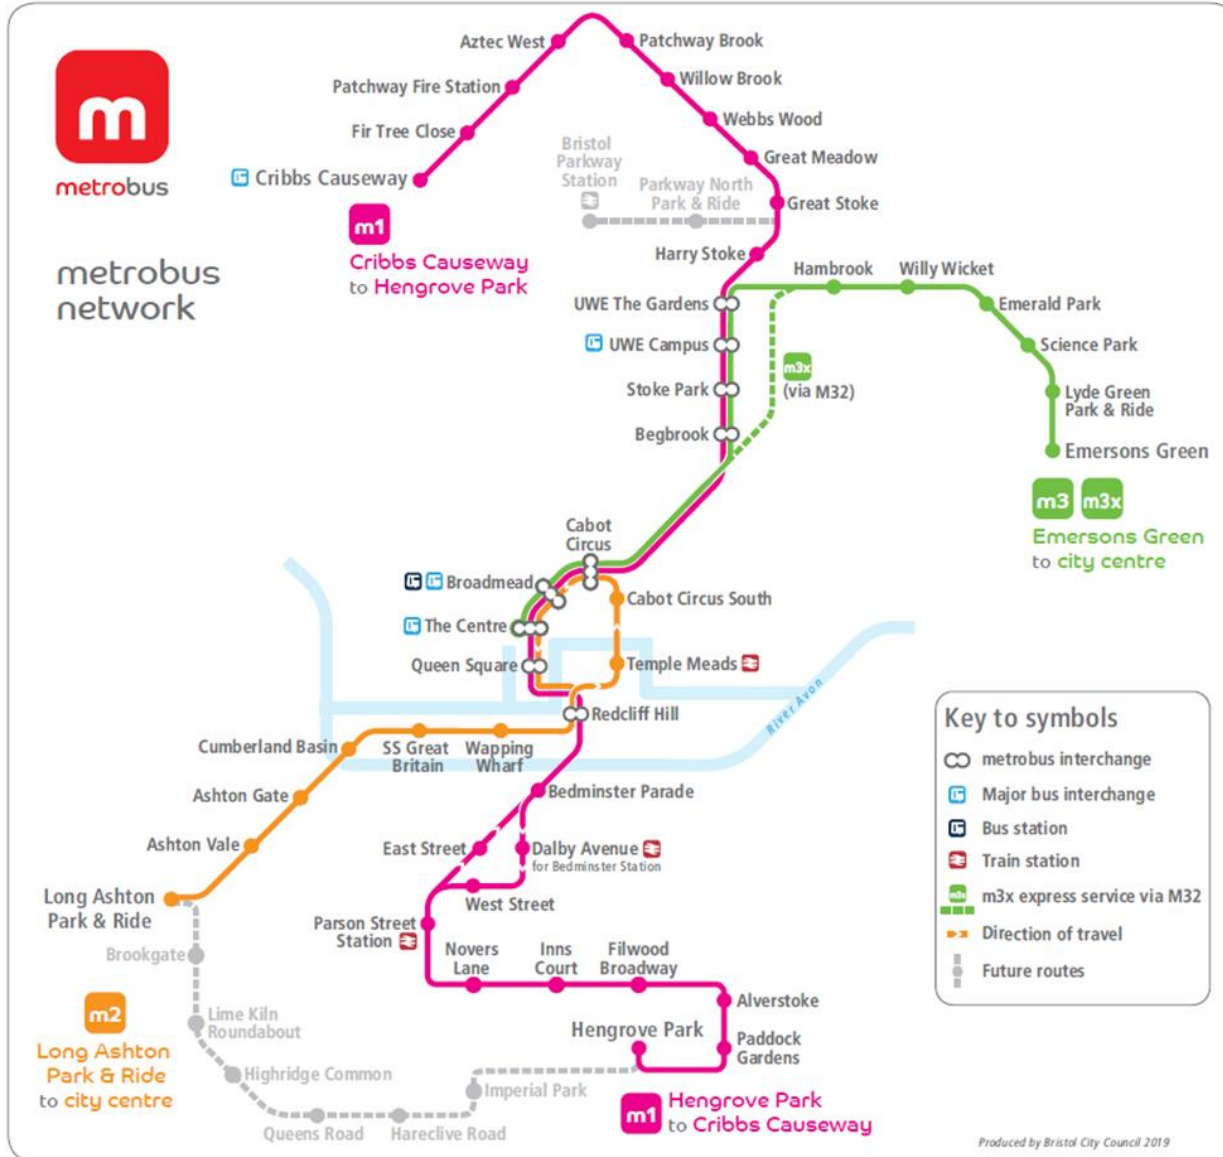 m
metrobus
metrobus
network
Aztec West
Patchway Fire Station
Fir Tree Close
Cribbs Causeway
m1
Cribbs Causeway
to Hengrove Park
Patchway Brook
Willow Brook
Webbs Wood
Great Meadow
Great Stoke
Bristol
Parkway
Station
Parkway North
Park & Ride
Harry Stoke
Hambrook
Willy Wicket
UWE The Gardens
Emerald Park
UWE Campus
Science Park
Stoke Park
m3x
(via M32)
Lyde Green
Park & Ride
Begbrook
Emersons Green
m3
m3x
Emersons Green
to city centre
Cabot
Circus
Broadmead
Cabot Circus South
The Centre
Queen Square
Temple Meads
River Avon
Redcliff Hill
Cumberland Basin
SS Great
Britain
Wapping
Wharf
Ashton Gate
Bedminster Parade
Ashton Vale
East Street
Dalby Avenue
for Bedminster Station
Long Ashton
Park & Ride
West Street
Parson Street
Station
Brookgate
Novers
Lane
Inns
Court
Filwood
Broadway
Alverstoke
m2
Long Ashton
Park & Ride
to city centre
Lime Kiln
Roundabout
Hengrove Park
Paddock
Gardens
Highridge Common
Imperial Park
Queens Road
Hareclive Road
m1
Hengrove Park
to Cribbs Causeway
Key to symbols
metrobus interchange
Major bus interchange
Bus station
Train station
m3x
m3x express service via M32
Direction of travel
Future routes
Produced by Bristol City Council 2019